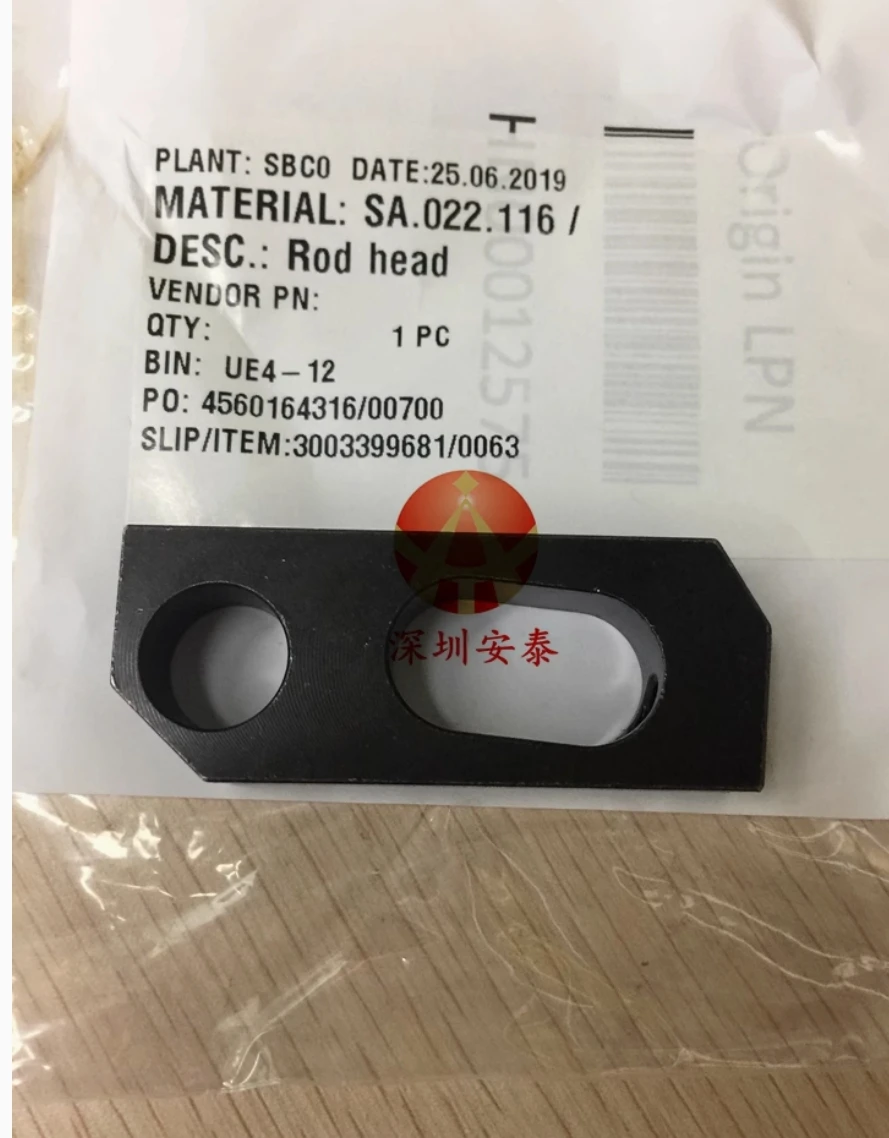 PLANT: SBC0 DATE:25.06.2019
MATERIAL: SA.022.116 /
DESC.: Rod head
VENDOR PN:
QTY: 1 PC
BIN: UE4-12
PO: 4560164316/00700
SLIP/ITEM:3003399681/0063
Origin LPN
深圳安泰